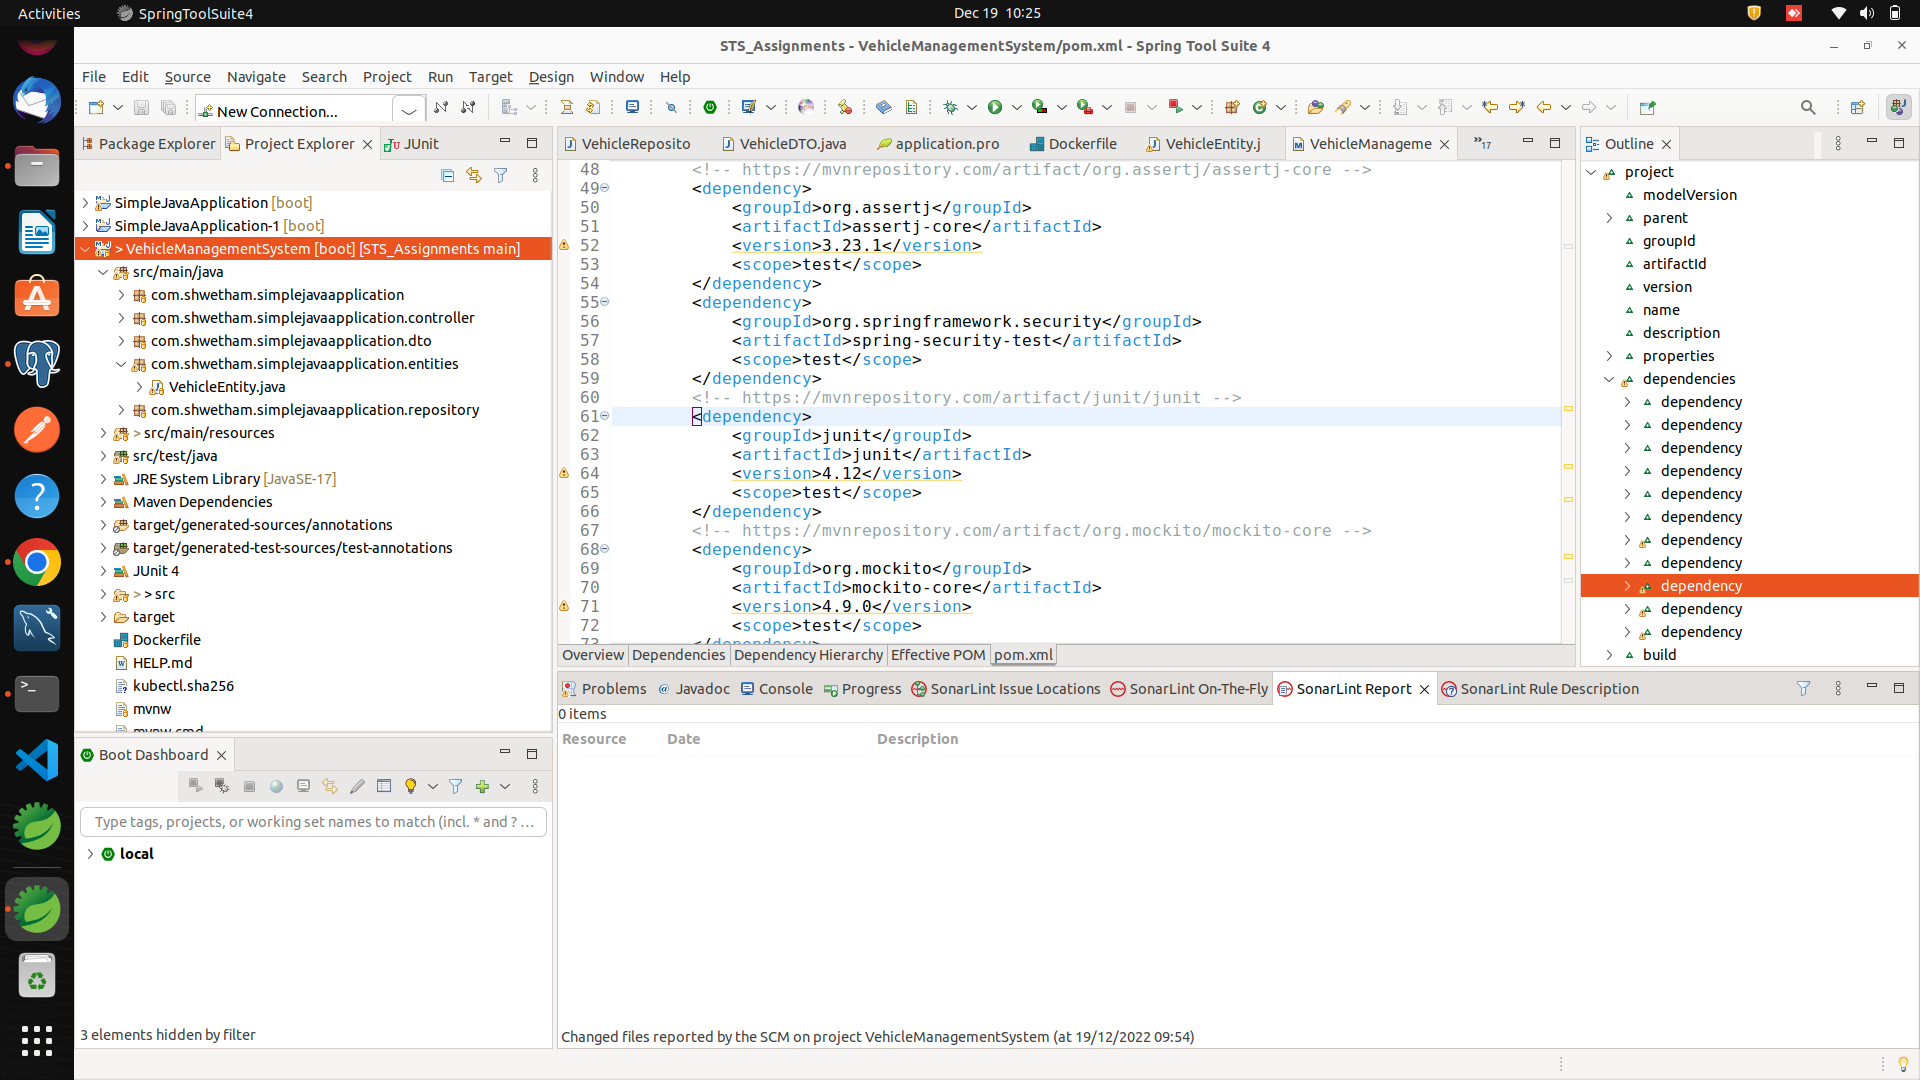 Activities
SpringToolSuite4
Dec 19 10:25
STS_Assignments - VehicleManagementSystem/pom.xml - Spring Tool Suite 4
File Edit Source Navigate Search Project Run Target Design Window Help
New Connection...
Package Explorer
Project Explorer
JUnit
SimpleJavaApplication [boot]
SimpleJavaApplication-1 [boot]
> VehicleManagementSystem [boot] [STS_Assignments main]
src/main/java
com.shwetham.simplejavaapplication
com.shwetham.simplejavaapplication.controller
com.shwetham.simplejavaapplication.dto
com.shwetham.simplejavaapplication.entities
VehicleEntity.java
com.shwetham.simplejavaapplication.repository
> src/main/resources
src/test/java
JRE System Library [JavaSE-17]
Maven Dependencies
target/generated-sources/annotations
target/generated-test-sources/test-annotations
JUnit 4
> > src
target
Dockerfile
HELP.md
kubectl.sha256
mvnw
mvnw.cmd
Boot Dashboard
Type tags, projects, or working set names to match (incl. * and ? ...
local
3 elements hidden by filter
VehicleReposito
VehicleDTO.java
application.pro
Dockerfile
VehicleEntity.j
VehicleManageme
»17
48 <!-- https://mvnrepository.com/artifact/org.assertj/assertj-core -->
49 <dependency>
50 <groupId>org.assertj</groupId>
51 <artifactId>assertj-core</artifactId>
52 <version>3.23.1</version>
53 <scope>test</scope>
54 </dependency>
55 <dependency>
56 <groupId>org.springframework.security</groupId>
57 <artifactId>spring-security-test</artifactId>
58 <scope>test</scope>
59 </dependency>
60 <!-- https://mvnrepository.com/artifact/junit/junit -->
61 <dependency>
62 <groupId>junit</groupId>
63 <artifactId>junit</artifactId>
64 <version>4.12</version>
65 <scope>test</scope>
66 </dependency>
67 <!-- https://mvnrepository.com/artifact/org.mockito/mockito-core -->
68 <dependency>
69 <groupId>org.mockito</groupId>
70 <artifactId>mockito-core</artifactId>
71 <version>4.9.0</version>
72 <scope>test</scope>
73 </dependency>
Overview Dependencies Dependency Hierarchy Effective POM pom.xml
Outline
project
modelVersion
parent
groupId
artifactId
version
name
description
properties
dependencies
dependency
dependency
dependency
dependency
dependency
dependency
dependency
dependency
dependency
dependency
dependency
build
Problems @ Javadoc Console Progress SonarLint Issue Locations SonarLint On-The-Fly SonarLint Report SonarLint Rule Description
0 items
Resource Date Description
Changed files reported by the SCM on project VehicleManagementSystem (at 19/12/2022 09:54)